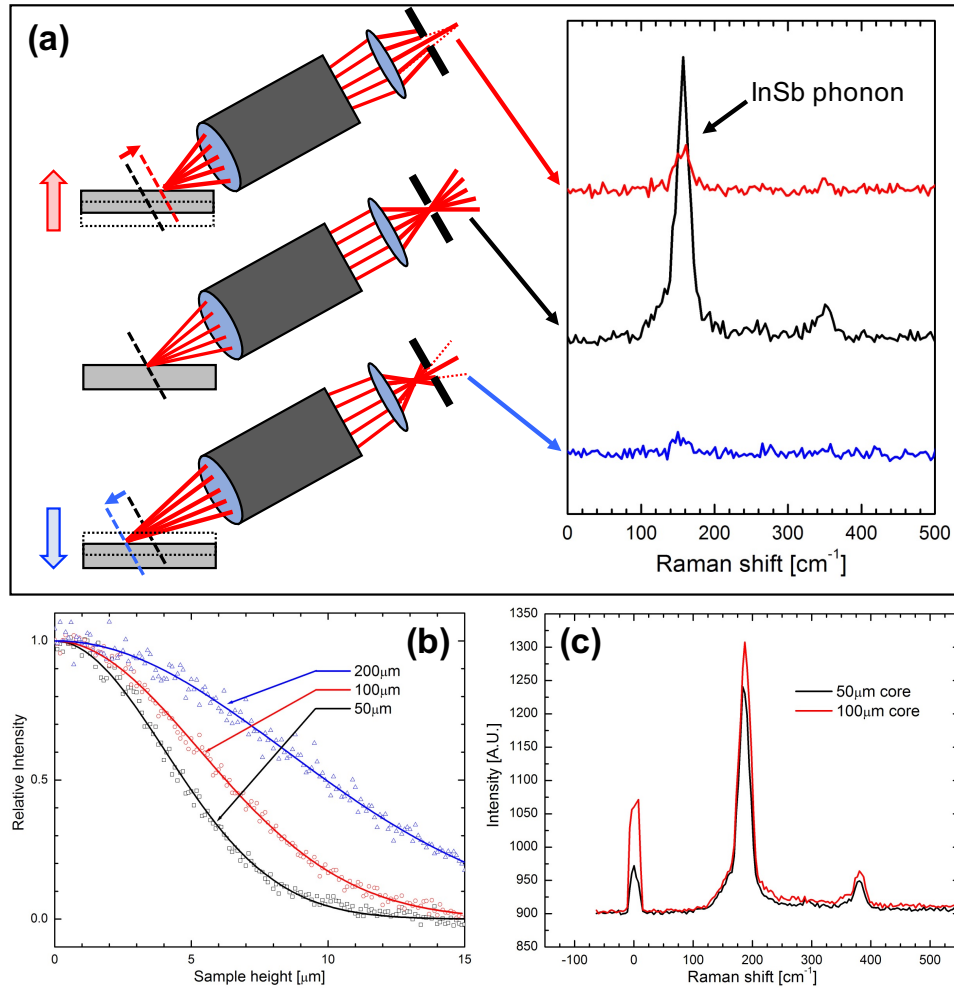 (a)
InSb phonon
0 100 200 300 400 500
Raman shift [cm⁻¹]
(b)
200μm
100μm
50μm
1.0
0.5
0.0
Relative Intensity
0 5 10 15
Sample height [μm]
(c)
50μm core
100μm core
1350
1300
1250
1200
1150
1100
1050
1000
950
900
850
Intensity [A.U.]
-100 0 100 200 300 400 500
Raman shift [cm⁻¹]